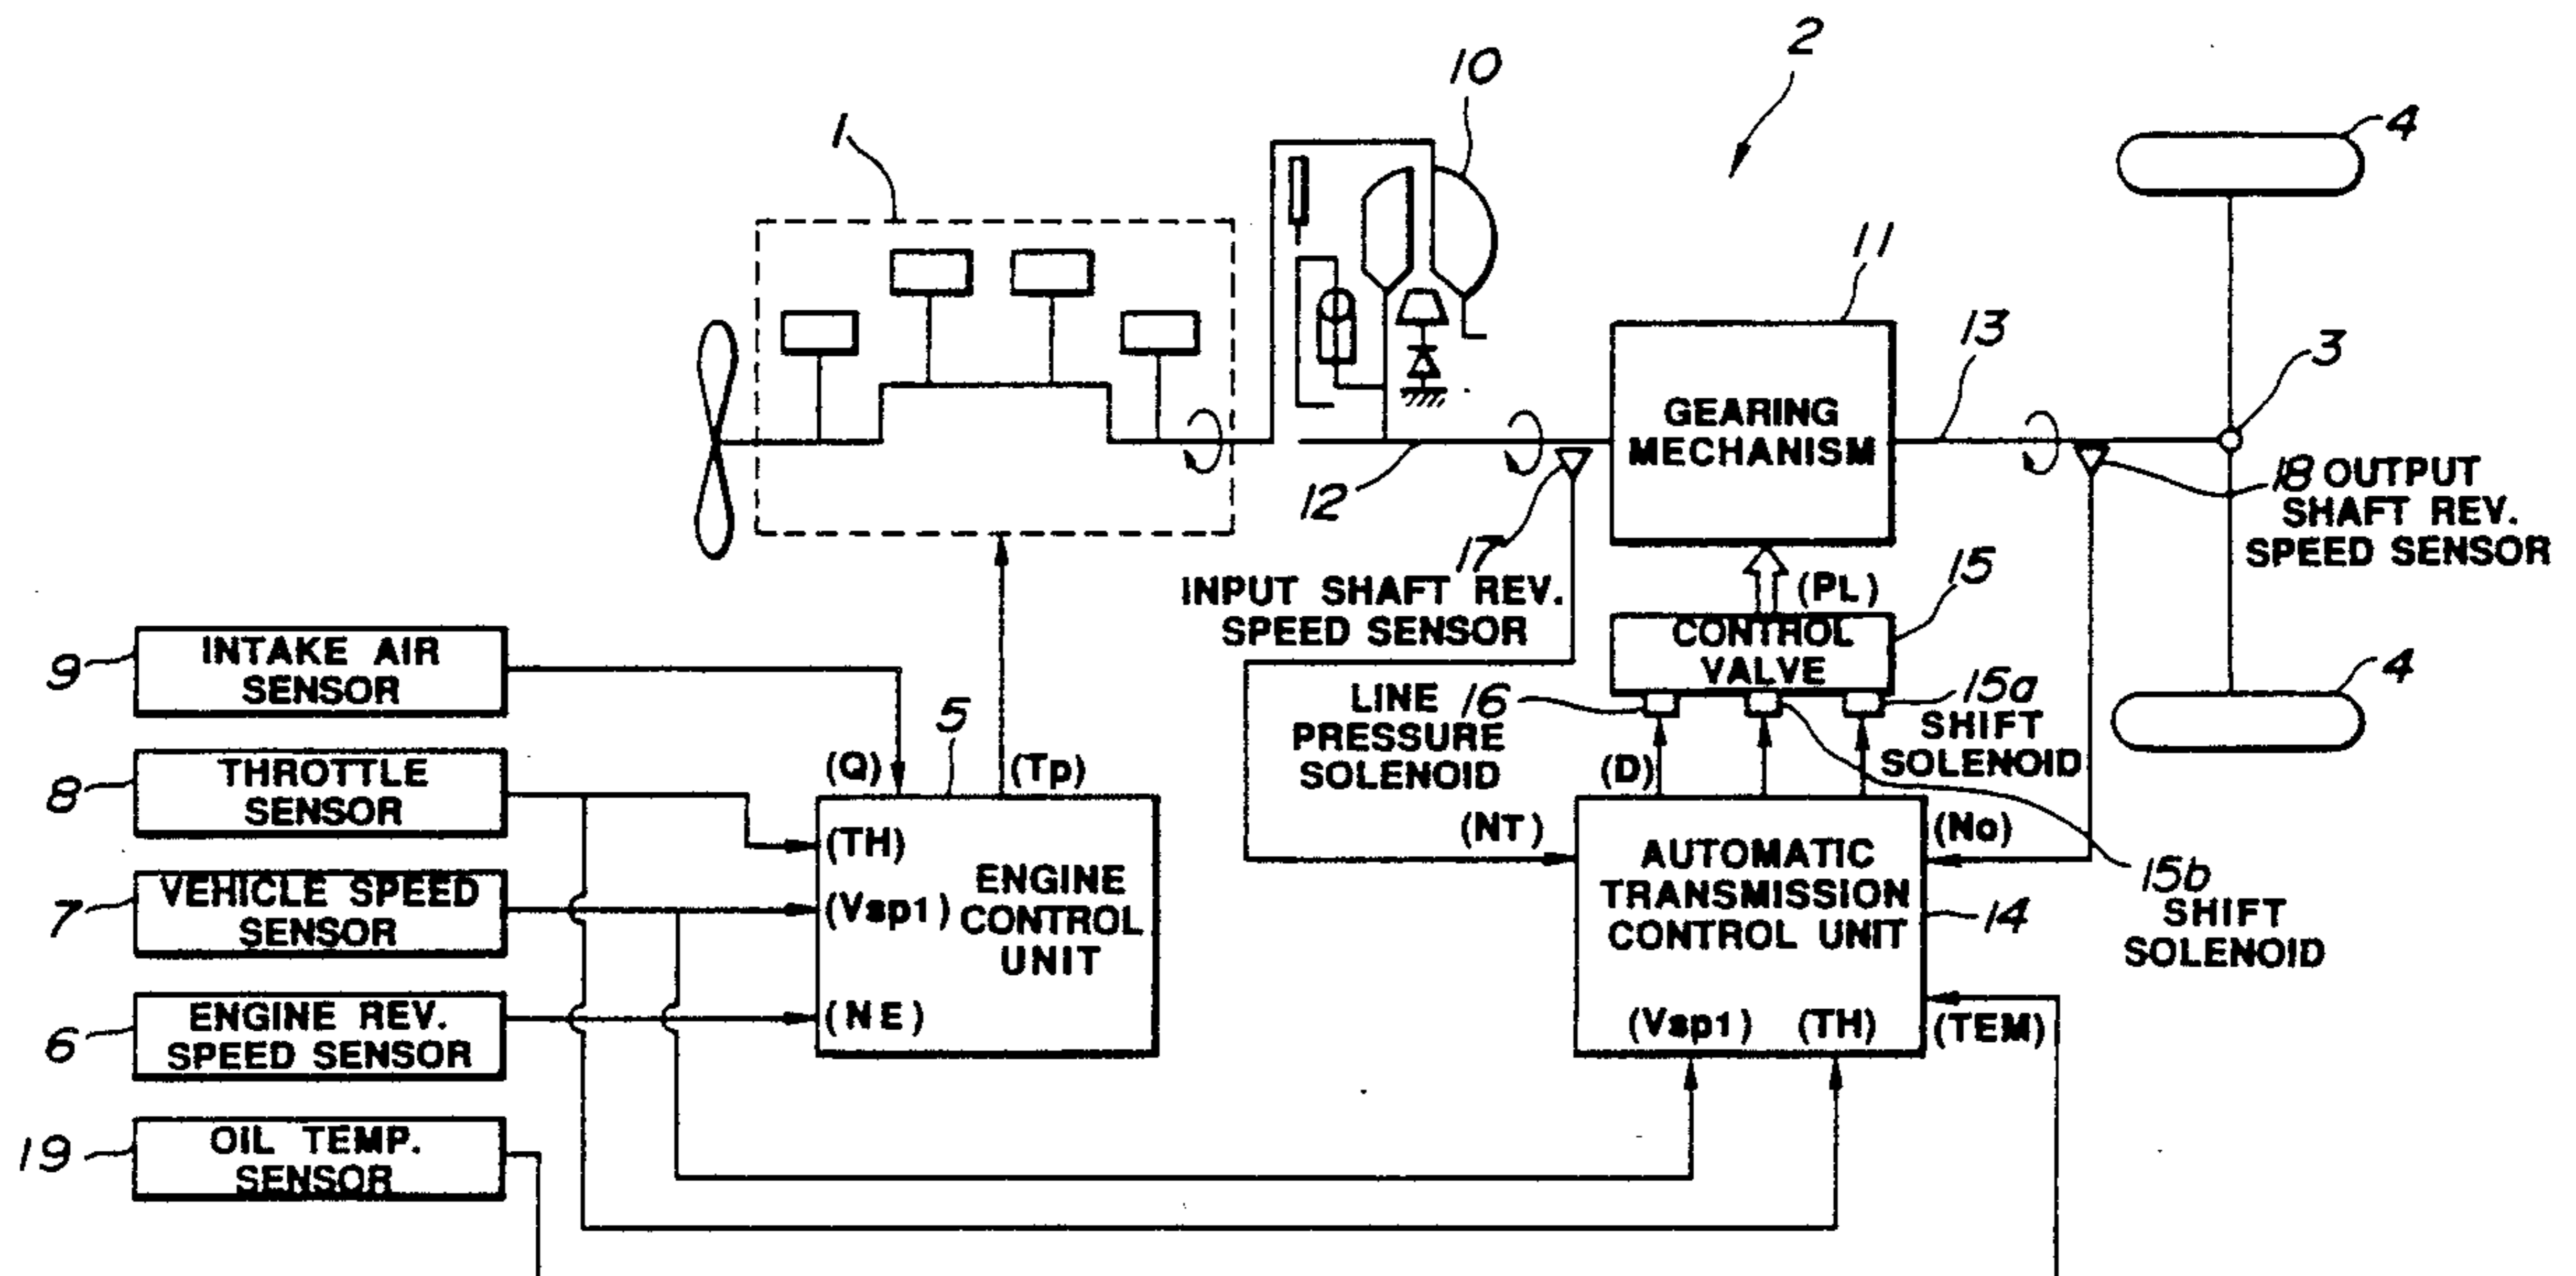 2
10
1
4
11
13
3
GEARING
MECHANISM
12
17
18 OUTPUT
SHAFT REV.
SPEED SENSOR
INPUT SHAFT REV.
SPEED SENSOR
(PL)
15
CONTROL
VALVE
4
9
INTAKE AIR
SENSOR
LINE 16
PRESSURE
SOLENOID
15a
SHIFT
SOLENOID
8
THROTTLE
SENSOR
(Q)
5
(Tp)
(D)
(TH)
(NT)
(No)
7
VEHICLE SPEED
SENSOR
(Vsp1)
ENGINE
CONTROL
UNIT
AUTOMATIC
TRANSMISSION
CONTROL UNIT
14
15b
SHIFT
SOLENOID
6
ENGINE REV.
SPEED SENSOR
(NE)
(Vsp1) (TH)
(TEM)
19
OIL TEMP.
SENSOR